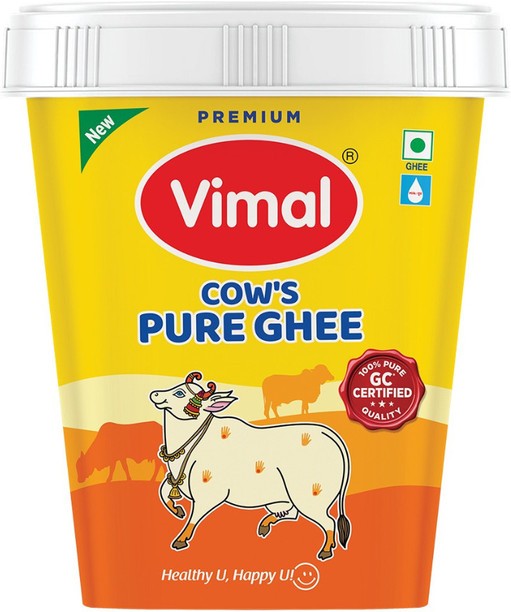 PREMIUM
New
Vimal
®
GHEE
COW'S
PURE GHEE
100% PURE
GC*
CERTIFIED
QUALITY
Healthy U, Happy U!